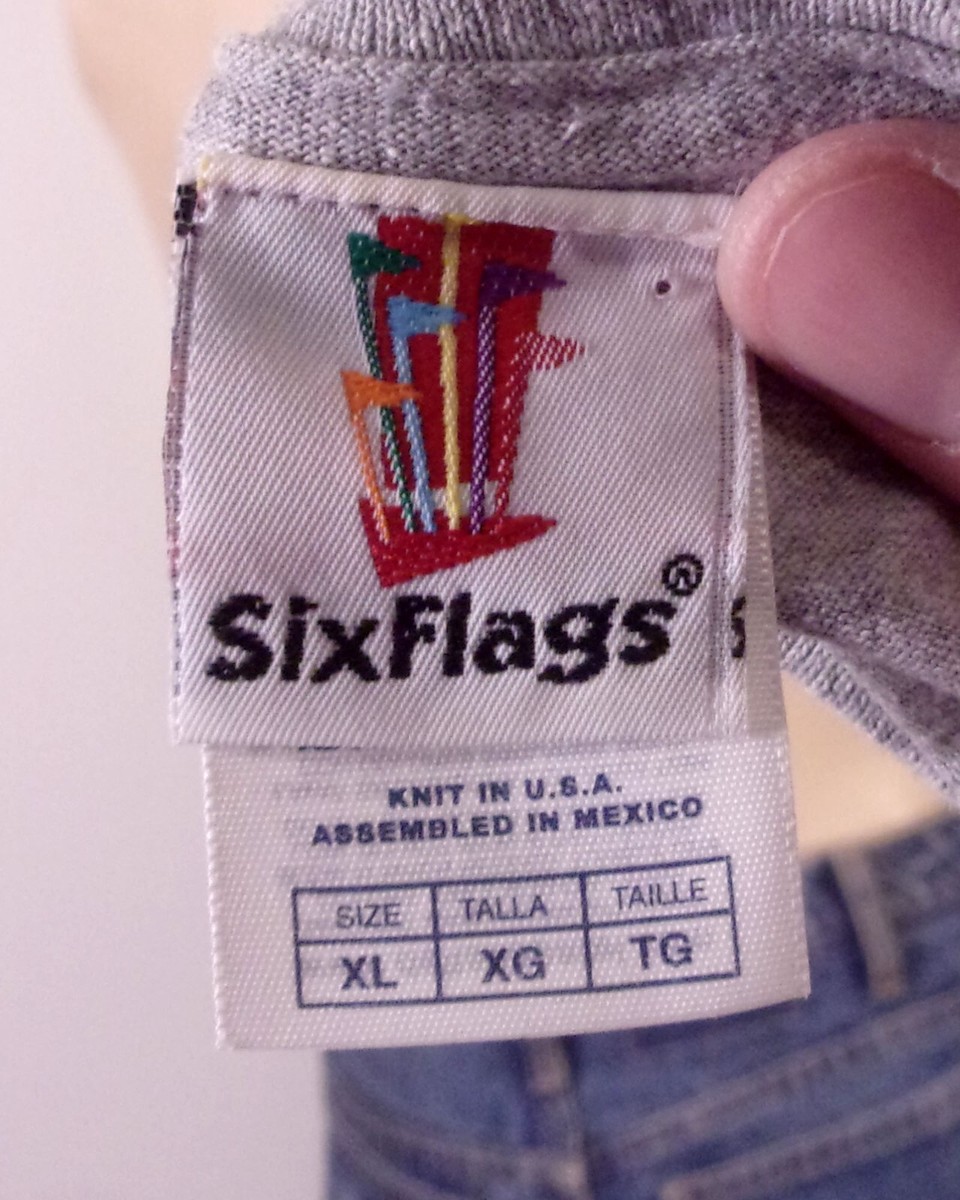 SixFlags®
KNIT IN U.S.A.
ASSEMBLED IN MEXICO
SIZE TALLA TAILLE
XL XG TG